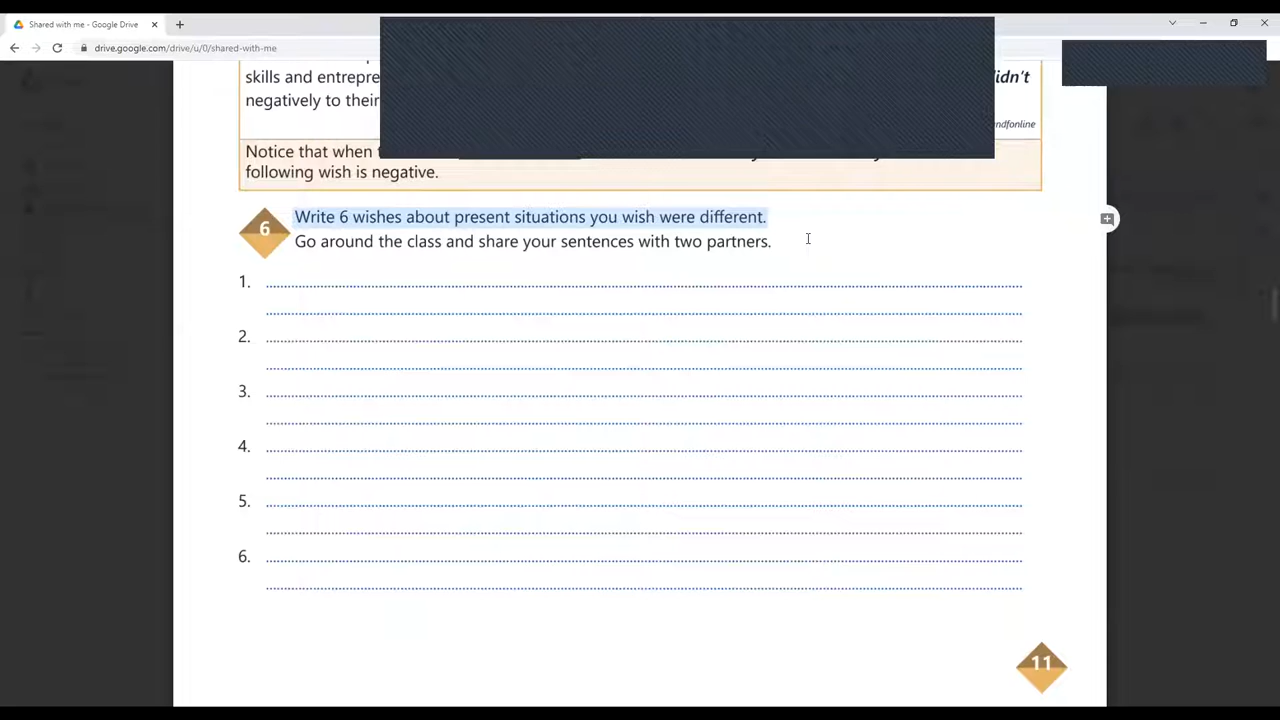 Shared with me - Google Drive
drive.google.com/drive/u/0/shared-with-me
skills and entrepre
idn't
negatively to their
ndfonline
Notice that when
following wish is negative.
6
Write 6 wishes about present situations you wish were different.
Go around the class and share your sentences with two partners.
1.
2.
3.
4.
5.
6.
11